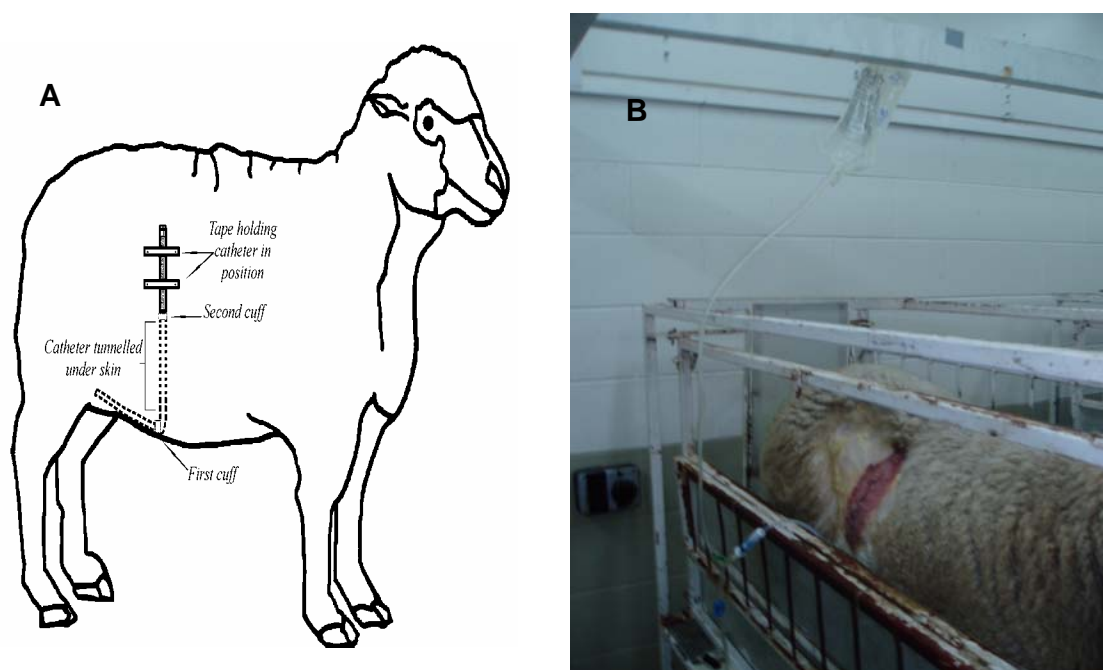 A
B
Tape holding
catheter in
position
Second cuff
Catheter tunnelled
under skin
First cuff